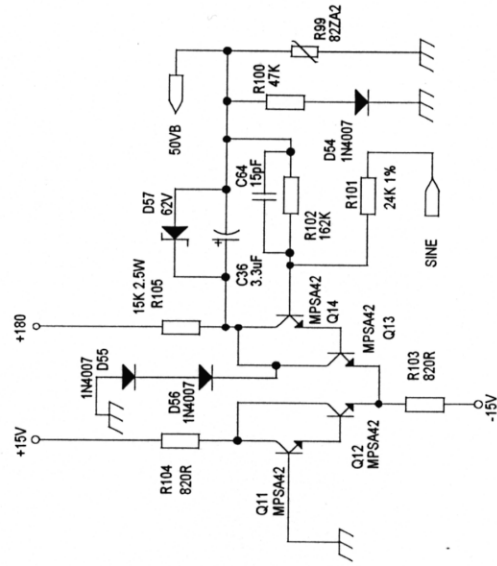 +180
+15V
1N4007
D55
D56
1N4007
15K 2.5W
R105
D57
62V
50VB
R99
82ZA2
R100
47K
C36
3.3uF
C64
15pF
D54
1N4007
R104
820R
R102
162K
R101
24K 1%
SINE
Q11
MPSA42
MPSA42
Q14
Q12
MPSA42
MPSA42
Q13
R103
820R
-15V